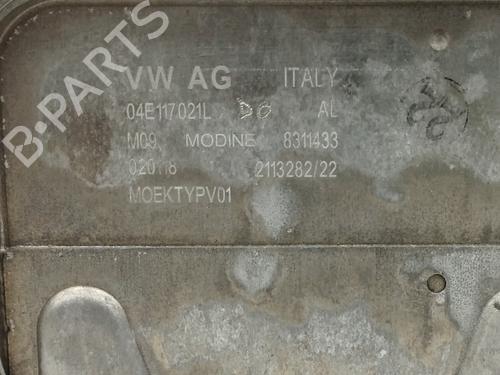 VW AG ITALY
04E117021L DG AL
M09 MODINE 8311433
020118 2113282/22
MOEKTYPV01
B-PARTS